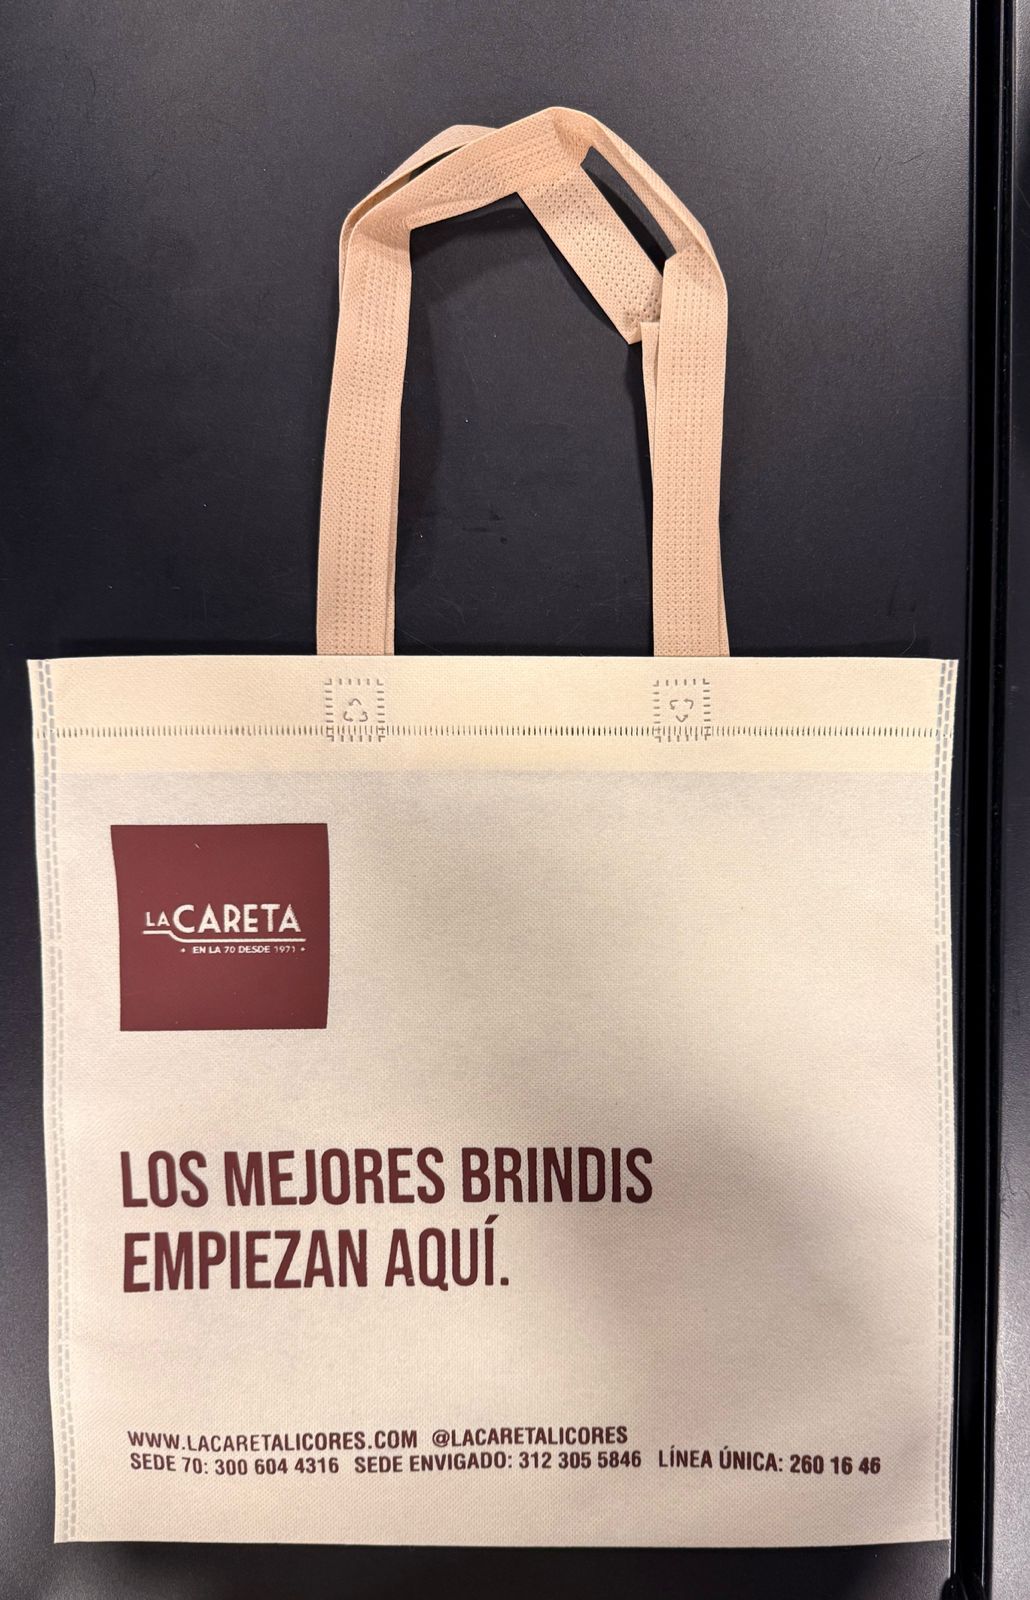 LA CARETA
• EN LA 70 DESDE 1971 •
LOS MEJORES BRINDIS
EMPIEZAN AQUÍ.
WWW.LACARETALICORES.COM @LACARETALICORES
SEDE 70: 300 604 4316 SEDE ENVIGADO: 312 305 5846 LÍNEA ÚNICA: 260 16 46